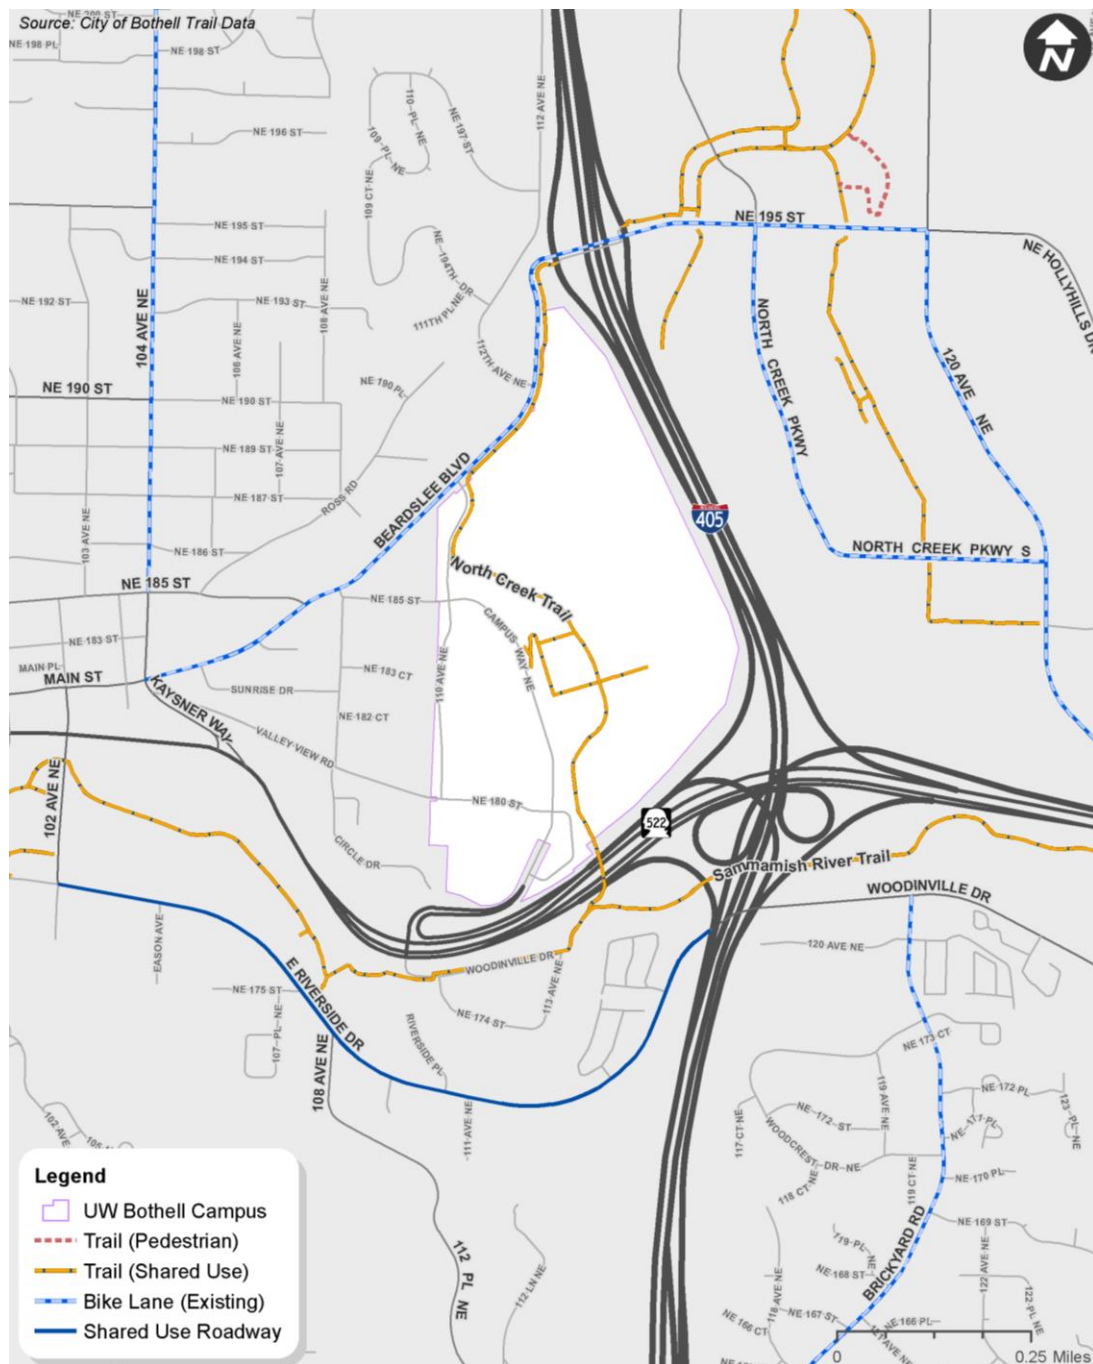 Source: City of Bothell Trail Data
N
NE 200 ST
NE 198 PL
NE 198 ST
NE 196 ST
110 PL NE
NE 197 ST
112 AVE NE
109 PL NE
109 CT NE
NE 195 ST
NE 194 ST
NE 195 ST
NE HOLLYHILLS DR
NE 194TH DR
111TH PL NE
NE 192 ST
NE 193 ST
104 AVE NE
106 AVE NE
108 AVE NE
112TH AVE NE
NORTH CREEK PKWY
120 AVE NE
NE 190 ST
NE 190 ST
NE 190 PL
NE 189 ST
107 AVE NE
BEARDSLEE BLVD
NE 187 ST
ROSS RD
405
103 AVE NE
NE 186 ST
NORTH CREEK PKWY S
NE 185 ST
North Creek Trail
NE 185 ST
CAMPUS WAY NE
NE 183 ST
MAIN PL
MAIN ST
NE 183 CT
110 AVE NE
SUNRISE DR
KAYSNER WAY
NE 182 CT
VALLEY VIEW RD
102 AVE NE
NE 180 ST
522
CIRCLE DR
Sammamish River Trail
WOODINVILLE DR
EASON AVE
120 AVE NE
WOODINVILLE DR
NE 175 ST
E RIVERSIDE DR
113 AVE NE
NE 174 ST
107 PL NE
RIVERSIDE PL
NE 173 CT
108 AVE NE
119 AVE NE
NE 172 PL
123 PL NE
NE 172 ST
NE 171 PL
102 AVE
111 AVE NE
117 CT NE
WOODCREST DR NE
118 CT NE
119 CT NE
NE 170 PL
NE 169 ST
BRICKYARD RD
119 PL NE
NE 168 ST
122 AVE NE
122 PL NE
112 PL NE
112 LN NE
118 AVE NE
NE 167 ST
NE 166 PL
NE 166 CT
121 AVE NE
Legend
UW Bothell Campus
Trail (Pedestrian)
Trail (Shared Use)
Bike Lane (Existing)
Shared Use Roadway
0
0.25 Miles